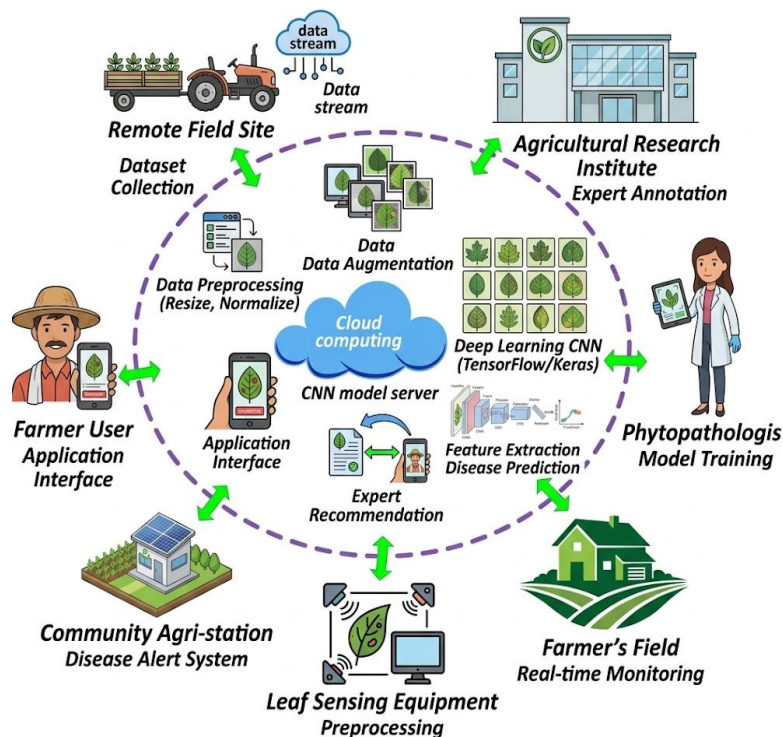 data
stream
Data
stream
Remote Field Site
Dataset
Collection
Agricultural Research
Institute
Expert Annotation
Data
Data Augmentation
Data Preprocessing
(Resize, Normalize)
Cloud
computing
CNN model server
Deep Learning CNN
(TensorFlow/Keras)
Farmer User
Application
Interface
Application
Interface
Expert
Recommendation
Feature Extraction
Disease Prediction
Phytopathologis
Model Training
Community Agri-station
Disease Alert System
Leaf Sensing Equipment
Preprocessing
Farmer's Field
Real-time Monitoring